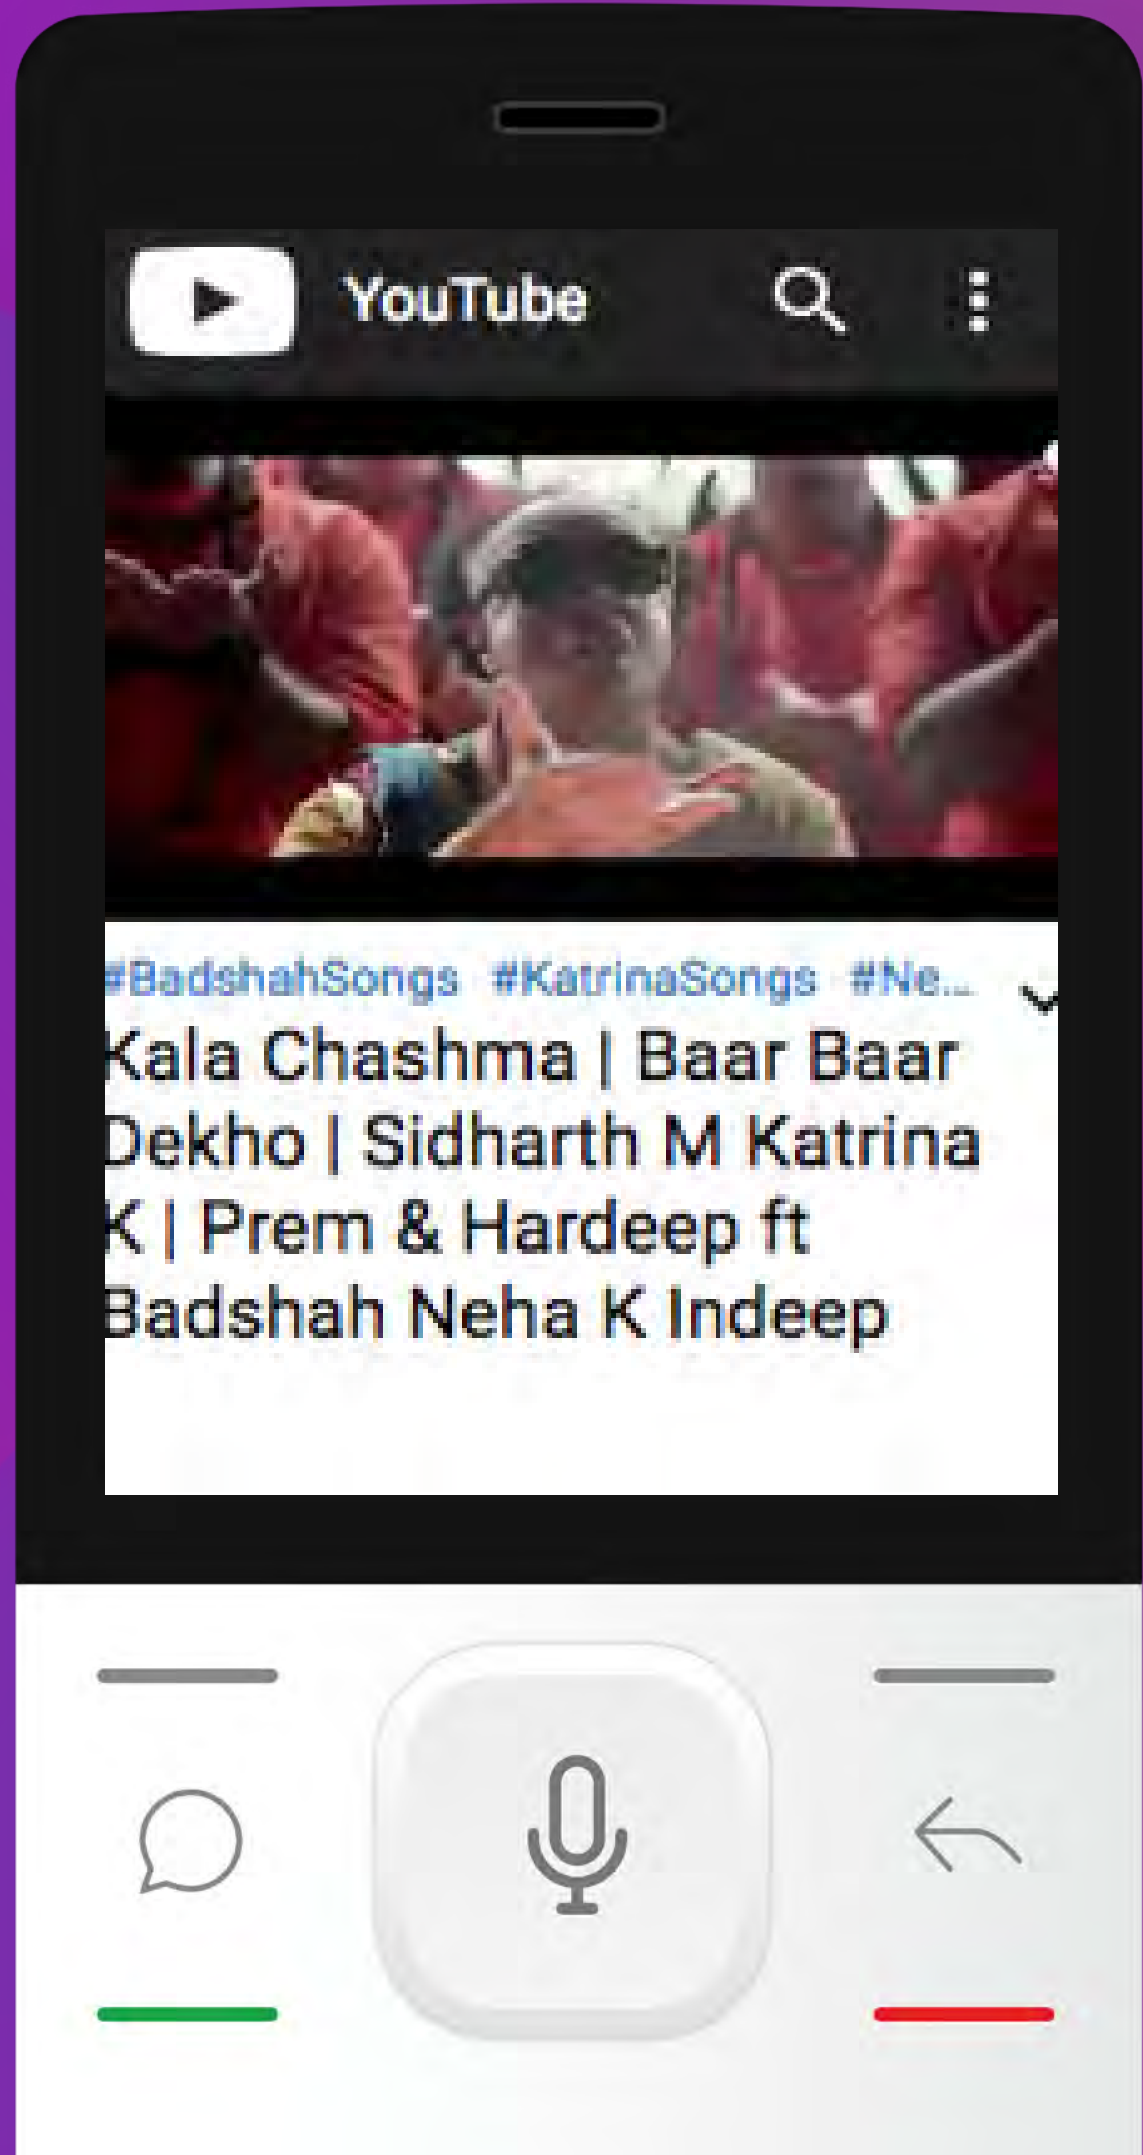 YouTube
#BadshahSongs #KatrinaSongs #Ne...
Kala Chashma | Baar Baar
Dekho | Sidharth M Katrina
K | Prem & Hardeep ft
Badshah Neha K Indeep